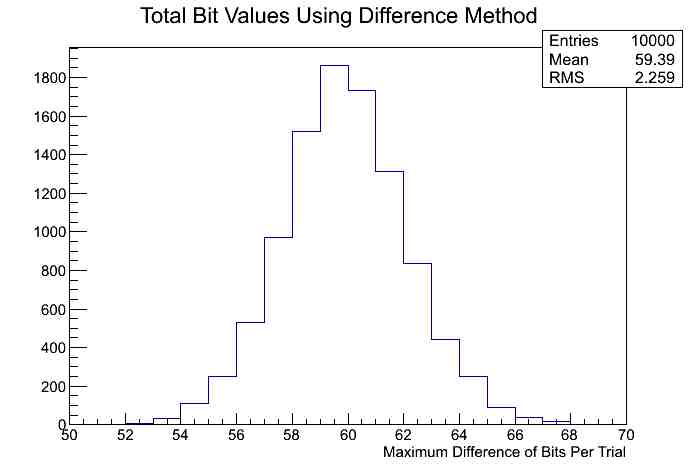 Total Bit Values Using Difference Method
Entries 10000
Mean 59.39
RMS 2.259
1800
1600
1400
1200
1000
800
600
400
200
0
50 52 54 56 58 60 62 64 66 68 70
Maximum Difference of Bits Per Trial